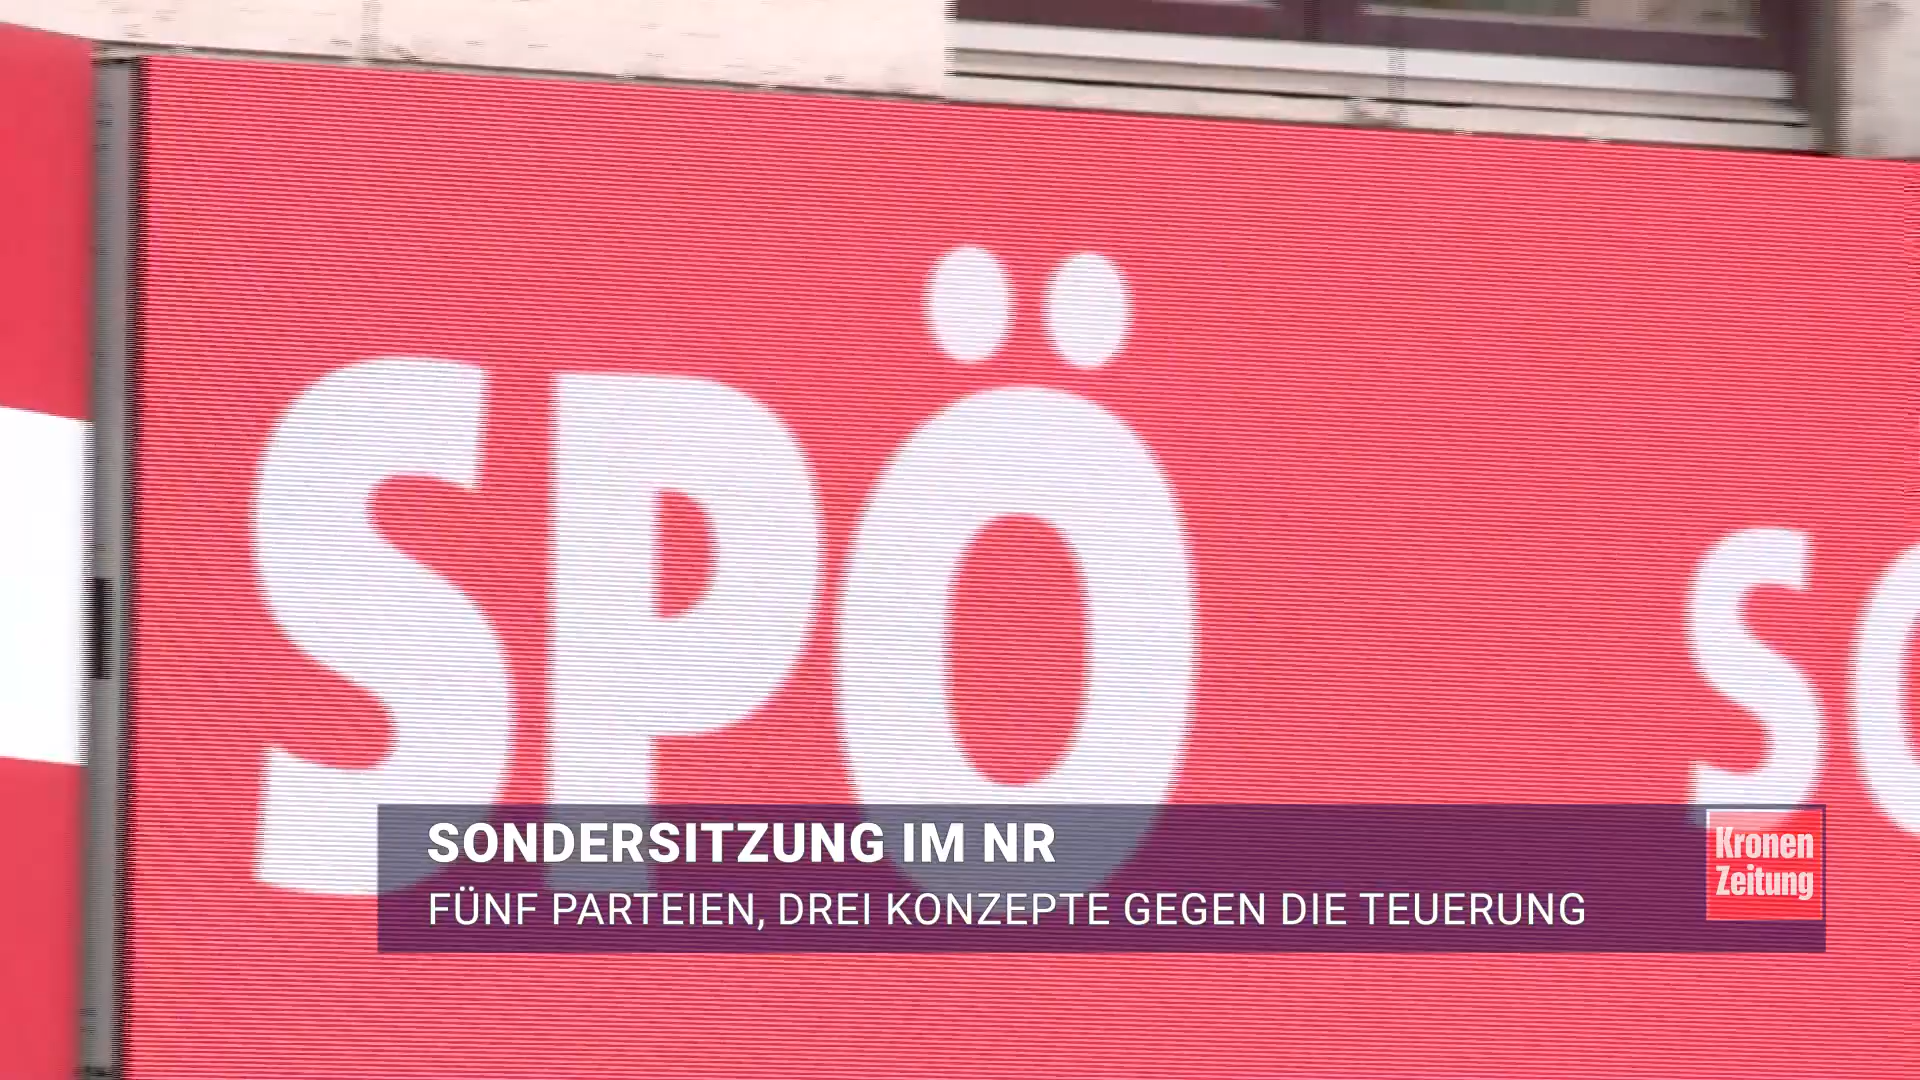 SPÖ
SONDERSITZUNG IM NR
FÜNF PARTEIEN, DREI KONZEPTE GEGEN DIE TEUERUNG
Kronen
Zeitung